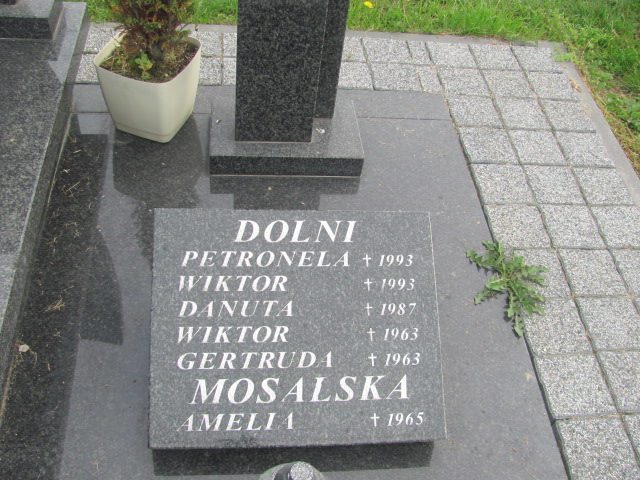 DOLNI
PETRONELA † 1993
WIKTOR † 1993
DANUTA † 1987
WIKTOR † 1963
GERTRUDA † 1963
MOSALSKA
AMELIA † 1965